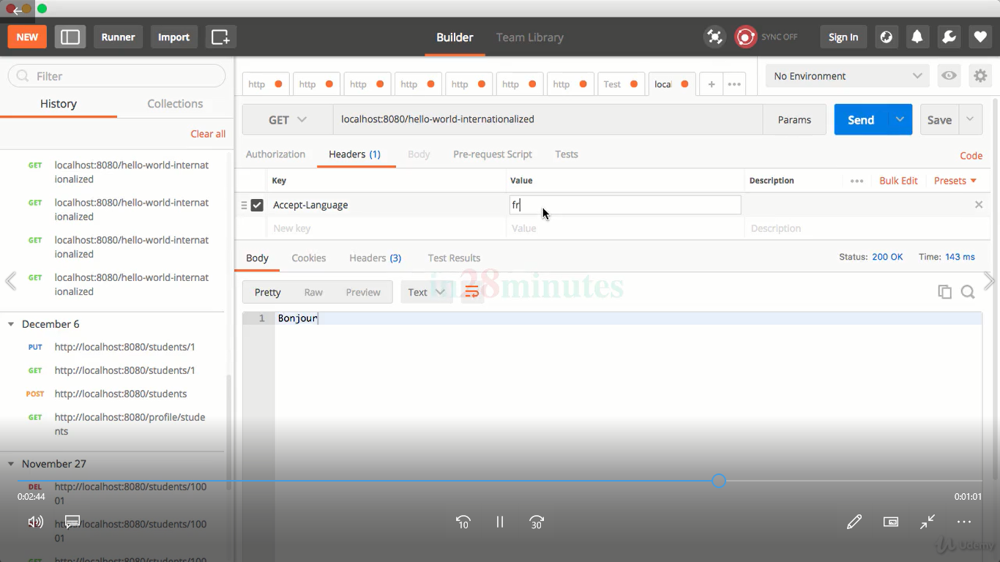 NEW
Runner
Import
Builder
Team Library
SYNC OFF
Sign In
Filter
History
Collections
Clear all
GET localhost:8080/hello-world-internat
ionalized
GET localhost:8080/hello-world-internat
ionalized
GET localhost:8080/hello-world-internat
ionalized
GET localhost:8080/hello-world-internat
ionalized
December 6
PUT http://localhost:8080/students/1
GET http://localhost:8080/students/1
POST http://localhost:8080/students
GET http://localhost:8080/profile/stude
nts
November 27
DEL http://localhost:8080/students/100
01
http://localhost:8080/students/100
01
GET http://localhost:8080/students/100
http http http http http http http Test loca + •••
No Environment
GET localhost:8080/hello-world-internationalized Params Send Save
Authorization Headers (1) Body Pre-request Script Tests Code
Key Value Description ••• Bulk Edit Presets
Accept-Language fr
New key Value Description
Body Cookies Headers (3) Test Results Status: 200 OK Time: 143 ms
Pretty Raw Preview Text
in28minutes
1 Bonjour
0:02:44
0:01:01
10
30
Udemy